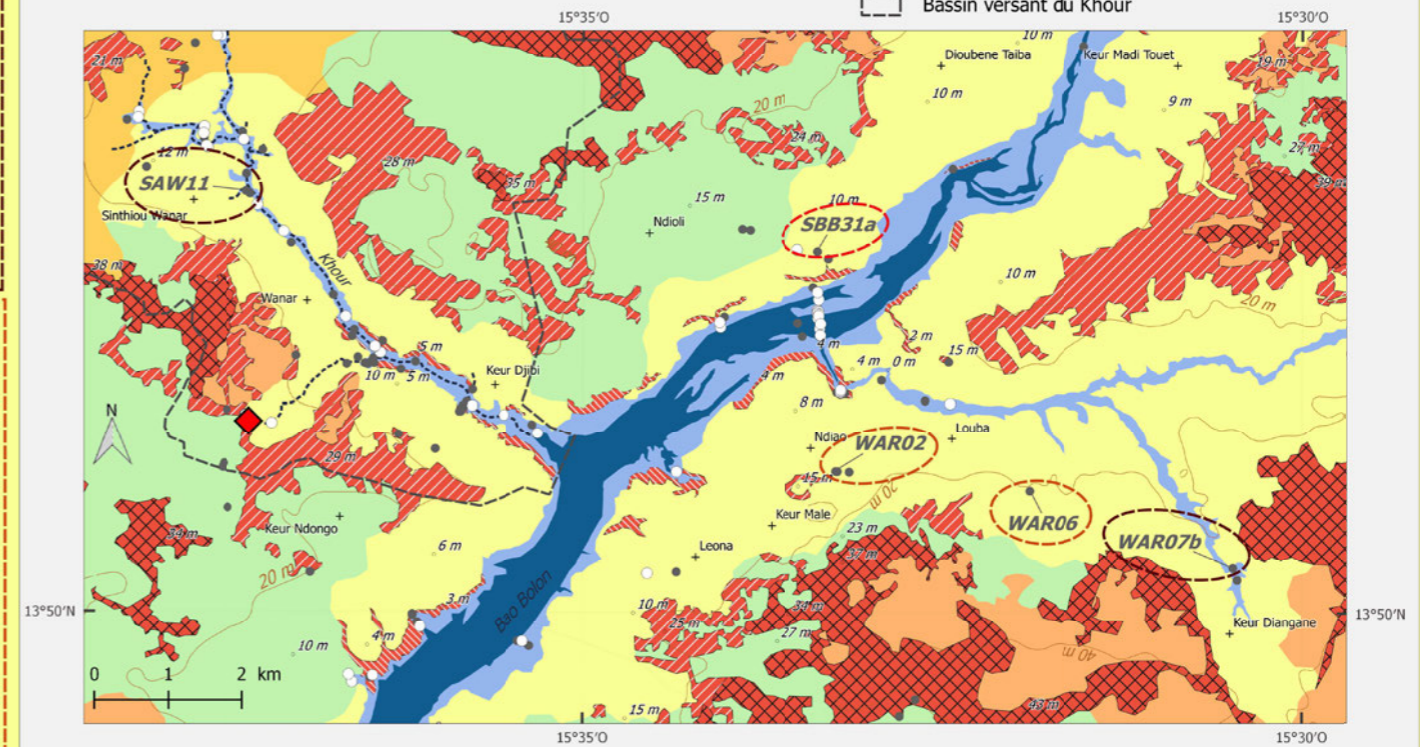 Bassin versant du Khour
15°35'O
15°30'O
10 m
21 m
Dioubene Taiba
Keur Madi Touet
19 m
10 m
20 m
9 m
24 m
12 m
27 m
28 m
SAW11
35 m
39 m
15 m
10 m
Sinthiou Wanar
Ndioli
SBB31a
38 m
Khour
10 m
Wanar
20 m
2 m
5 m
4 m
15 m
4 m
0 m
10 m
5 m
Keur Djibi
4 m
8 m
N
Louba
Ndiao
WAR02
29 m
15 m
20 m
Keur Male
WAR06
34 m
Keur Ndongo
23 m
WAR07b
6 m
Leona
37 m
20 m
Bao Bolon
3 m
10 m
34 m
13°50'N
13°50'N
25 m
Keur Diangane
4 m
27 m
10 m
40 m
0
1
2
km
43 m
15 m
15°35'O
15°30'O